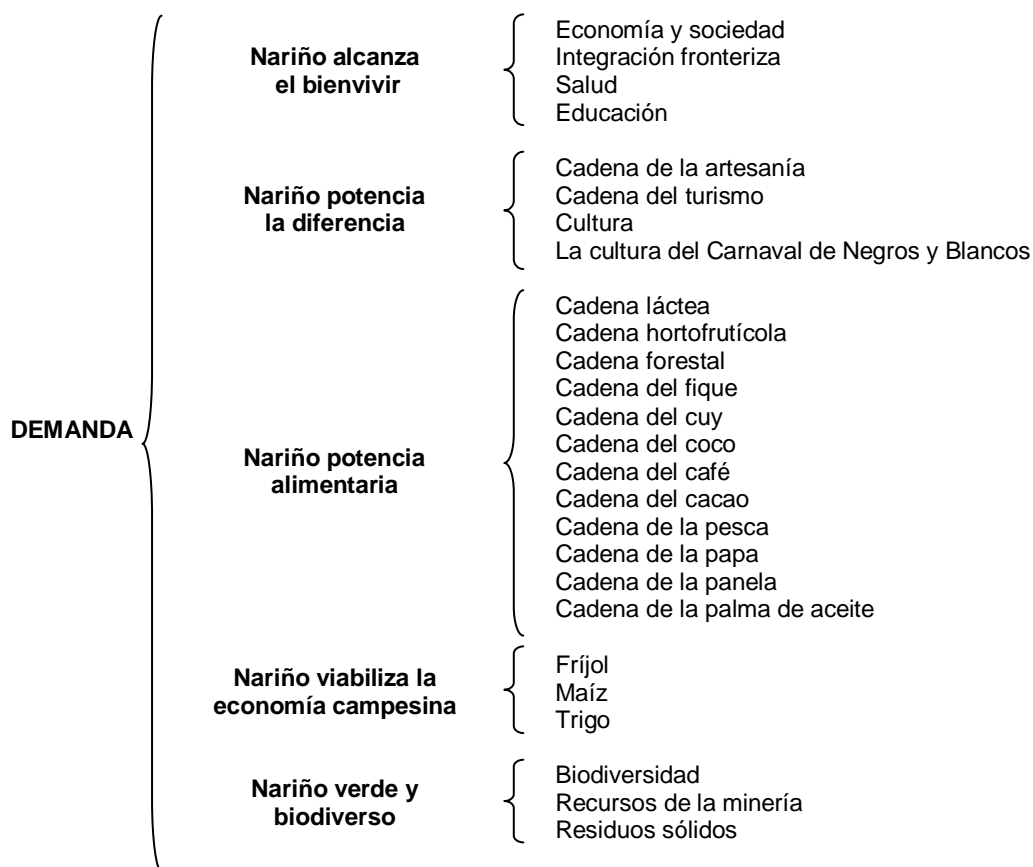 DEMANDA
Nariño alcanza
el bienvivir
Economía y sociedad
Integración fronteriza
Salud
Educación
Nariño potencia
la diferencia
Cadena de la artesanía
Cadena del turismo
Cultura
La cultura del Carnaval de Negros y Blancos
Nariño potencia
alimentaria
Cadena láctea
Cadena hortofrutícola
Cadena forestal
Cadena del fique
Cadena del cuy
Cadena del coco
Cadena del café
Cadena del cacao
Cadena de la pesca
Cadena de la papa
Cadena de la panela
Cadena de la palma de aceite
Nariño viabiliza la
economía campesina
Fríjol
Maíz
Trigo
Nariño verde y
biodiverso
Biodiversidad
Recursos de la minería
Residuos sólidos